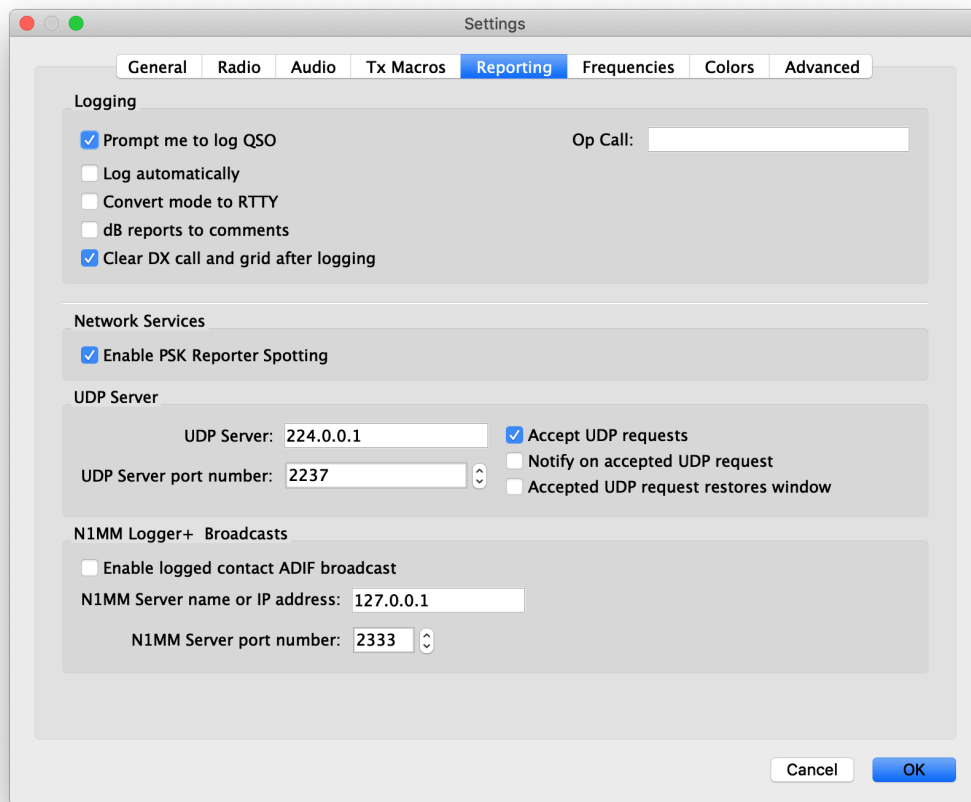 Settings
General Radio Audio Tx Macros Reporting Frequencies Colors Advanced
Logging
Prompt me to log QSO Op Call:
Log automatically
Convert mode to RTTY
dB reports to comments
Clear DX call and grid after logging
Network Services
Enable PSK Reporter Spotting
UDP Server
UDP Server: 224.0.0.1 Accept UDP requests
Notify on accepted UDP request
UDP Server port number: 2237
Accepted UDP request restores window
N1MM Logger+  Broadcasts
Enable logged contact ADIF broadcast
N1MM Server name or IP address: 127.0.0.1
N1MM Server port number: 2333
Cancel OK